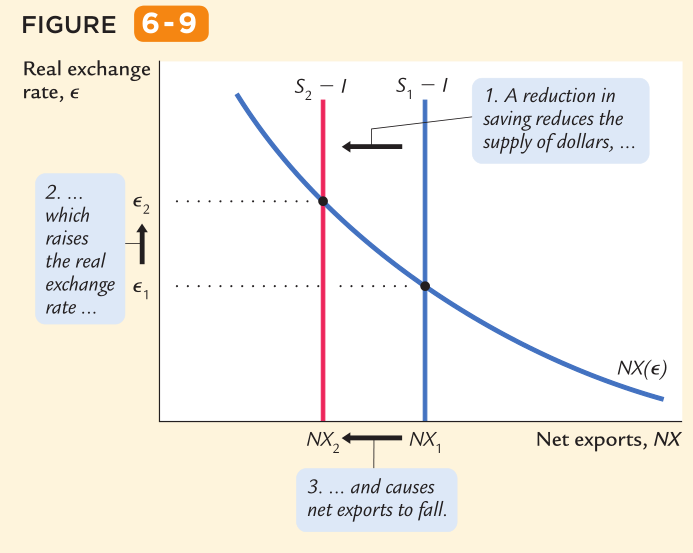 FIGURE 6-9
Real exchange
rate, ϵ
S₂ − I
S₁ − I
1. A reduction in
saving reduces the
supply of dollars, ...
2. ...
which
raises
the real
exchange
rate ...
ϵ₂
ϵ₁
NX(ϵ)
NX₂
NX₁
Net exports, NX
3. ... and causes
net exports to fall.